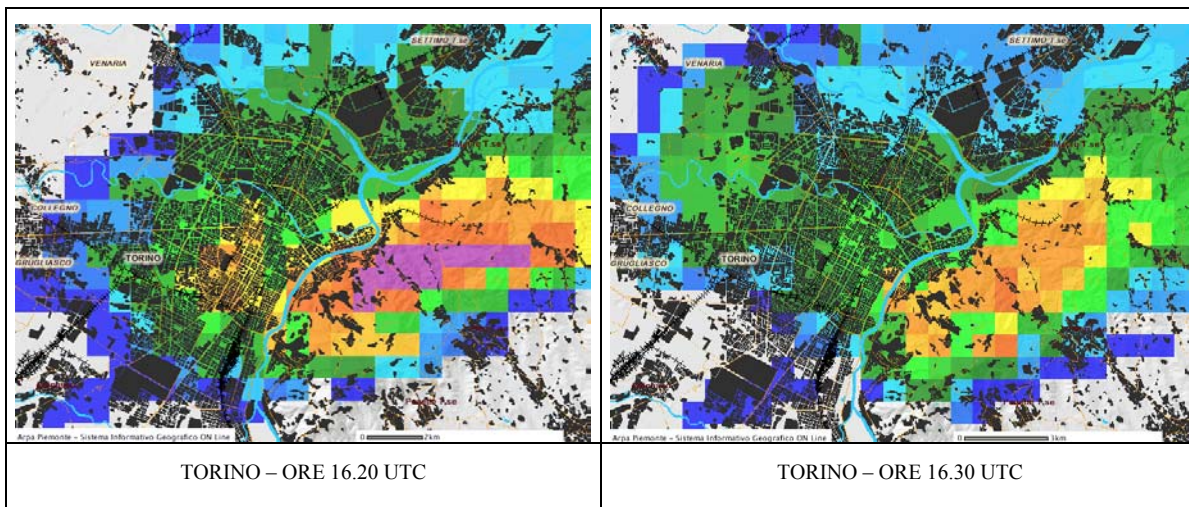 SETTIMO T.se
VENARIA
COLLEGNO
GRUGLIASCO
TORINO
Arpa Piemonte - Sistema Informativo Geografico ON Line
0 2km
TORINO – ORE 16.20 UTC
SETTIMO T.se
VENARIA
COLLEGNO
GRUGLIASCO
TORINO
Arpa Piemonte - Sistema Informativo Geografico ON Line
0 3km
TORINO – ORE 16.30 UTC